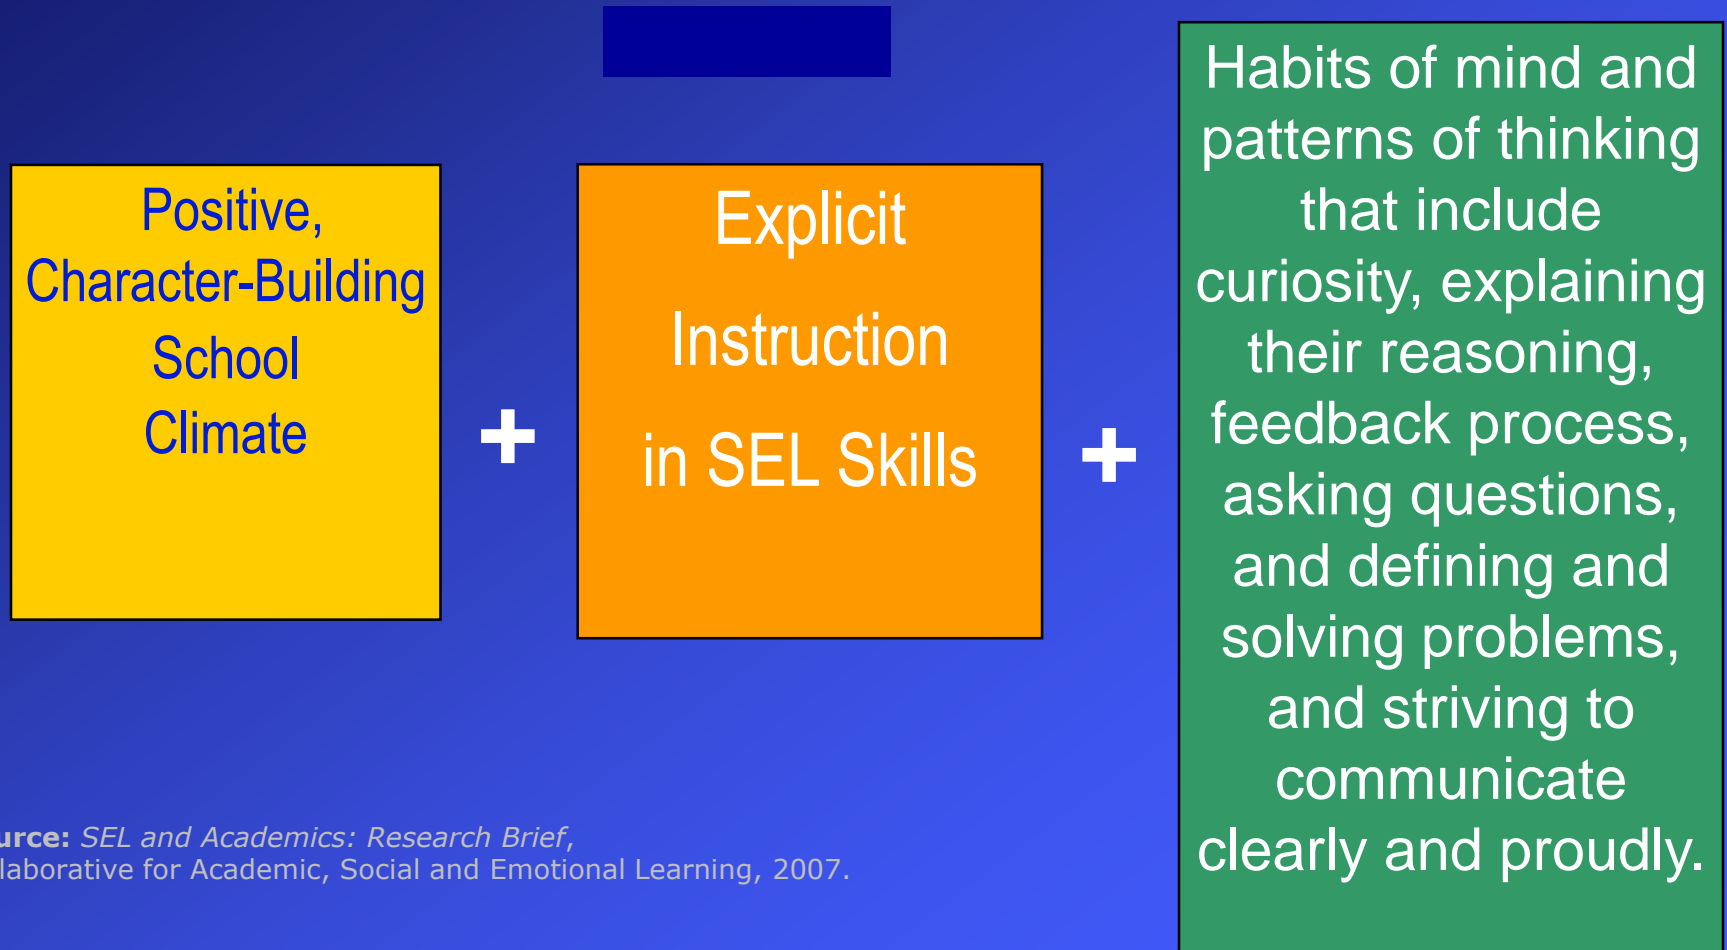 Positive,
Character-Building
School
Climate
+
Explicit
Instruction
in SEL Skills
+
Habits of mind and
patterns of thinking
that include
curiosity, explaining
their reasoning,
feedback process,
asking questions,
and defining and
solving problems,
and striving to
communicate
clearly and proudly.
urce: SEL and Academics: Research Brief,
laborative for Academic, Social and Emotional Learning, 2007.